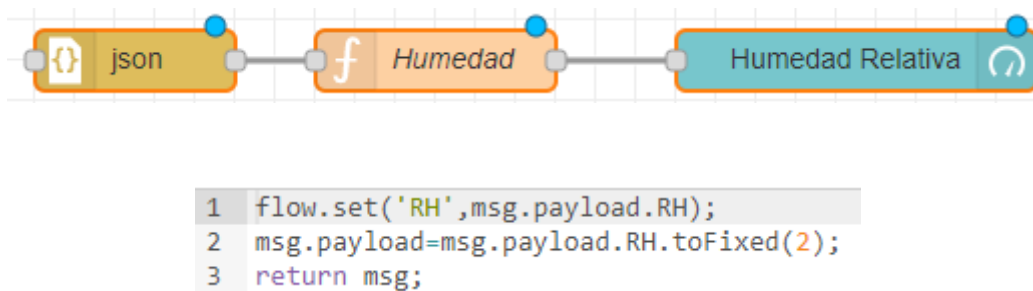 {} json f Humedad Humedad Relativa
1 flow.set('RH',msg.payload.RH);
2 msg.payload=msg.payload.RH.toFixed(2);
3 return msg;